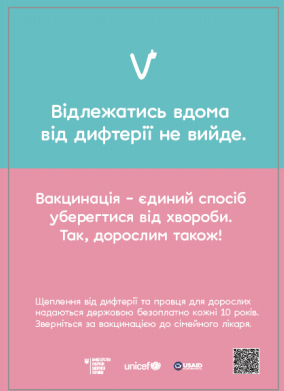 Відлежатись вдома
від дифтерії не вийде.
Вакцинація – єдиний спосіб
уберегтися від хвороби.
Так, дорослим також!
Щеплення від дифтерії та правця для дорослих
надаються державою безоплатно кожні 10 років.
Зверніться за вакцинацією до сімейного лікаря.
unicef
USAID